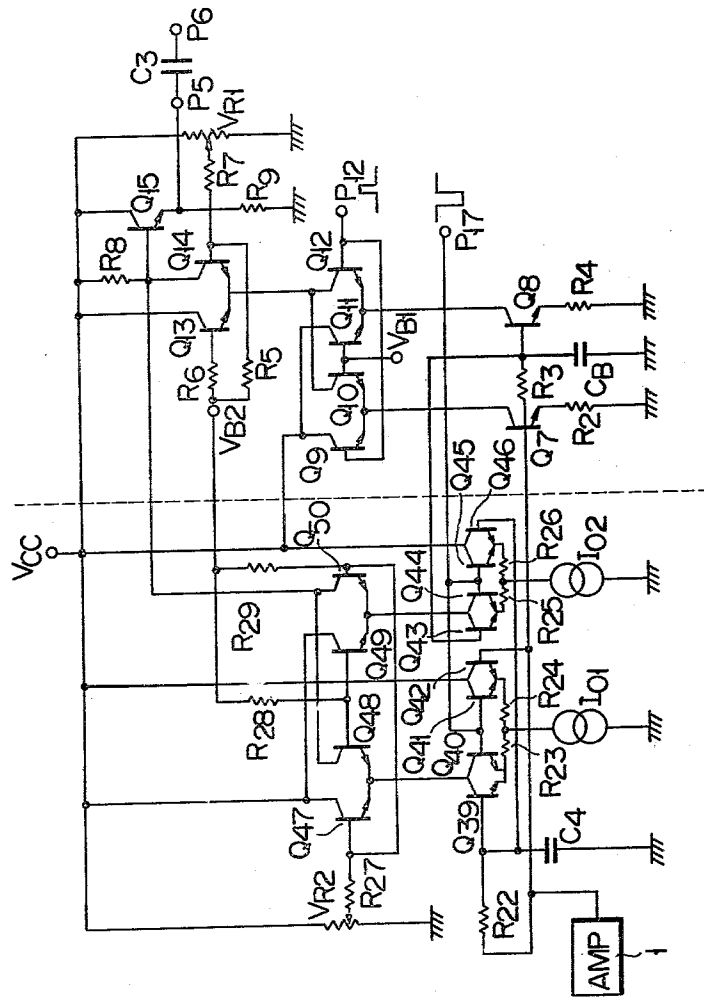 C3
P6
P5
VR1
Q15
R7
R9
R8
Q14
Q13
R6
R5
VB2
P12
Q12
Q11
Q10
Q9
VB1
P17
Q8
R4
R3
CB
Q7
R2
VCC
Q50
R29
Q49
R28
Q48
Q47
VR2
R27
Q45
Q46
Q44
Q43
R26
R25
I02
Q42
Q41
Q40
Q39
R24
R23
I01
C4
R22
AMP
1